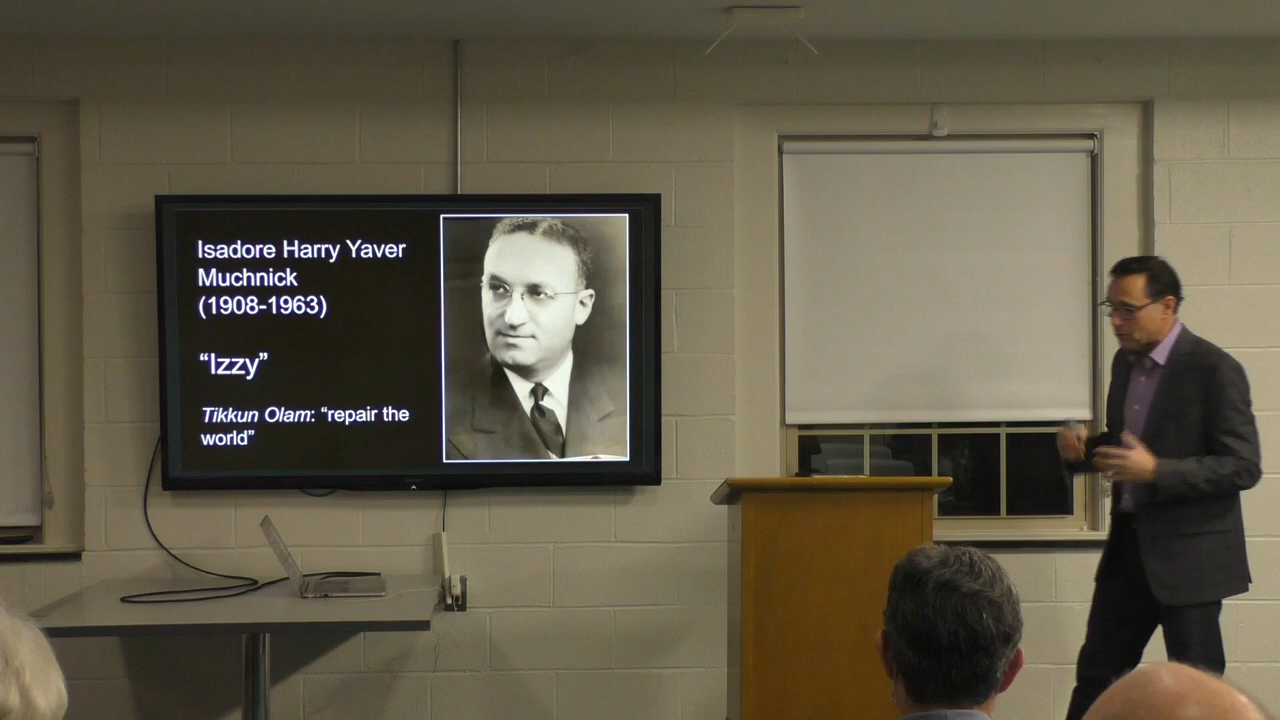 Isadore Harry Yaver
Muchnick
(1908-1963)
“Izzy”
Tikkun Olam: “repair the
world”